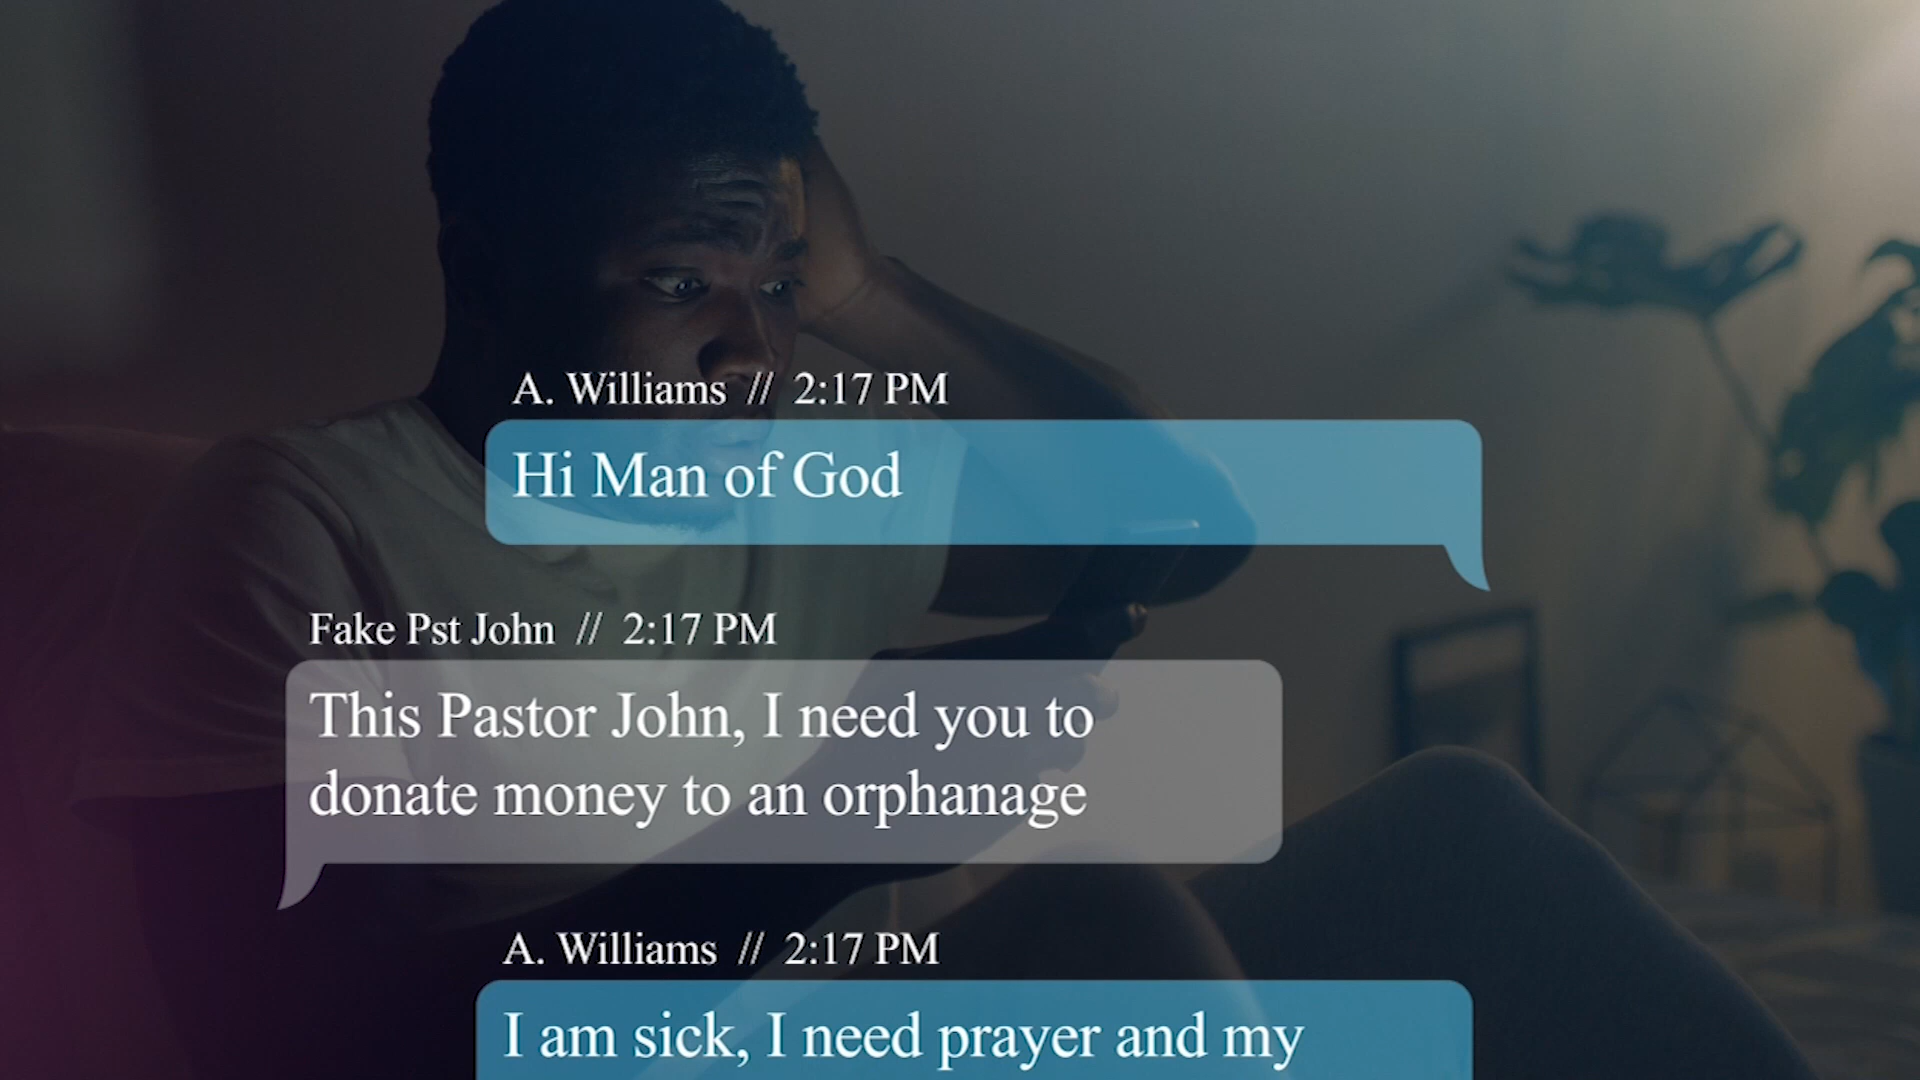 A. Williams // 2:17 PM
Hi Man of God
Fake Pst John // 2:17 PM
This Pastor John, I need you to
donate money to an orphanage
A. Williams // 2:17 PM
I am sick, I need prayer and my